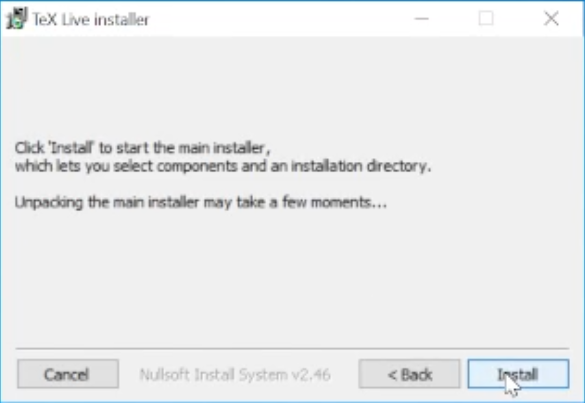 TeX Live installer
Click 'Install' to start the main installer,
which lets you select components and an installation directory.
Unpacking the main installer may take a few moments...
Cancel
Nullsoft Install System v2.46
< Back
Install